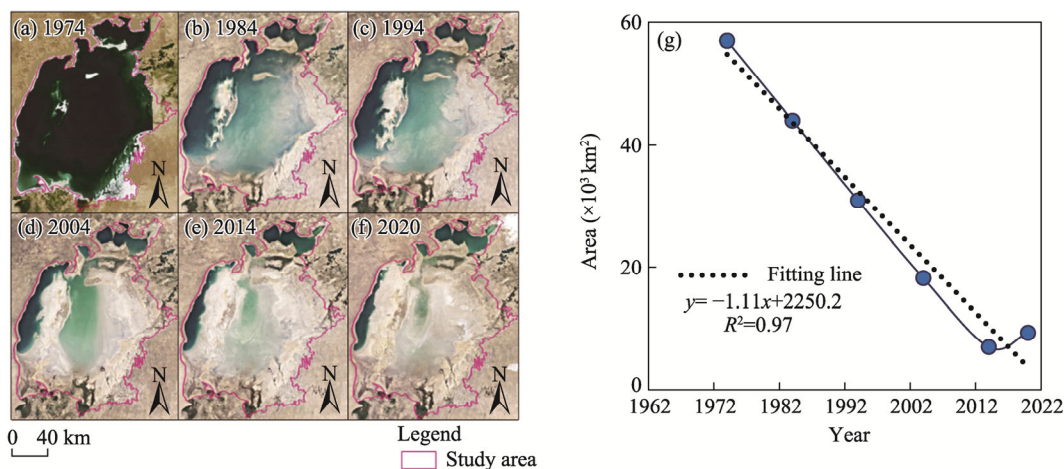 (a) 1974
(b) 1984
(c) 1994
N
N
N
(d) 2004
(e) 2014
(f) 2020
N
N
N
0 40 km
Legend
Study area
(g)
60
40
20
0
Area (×10³ km²)
Fitting line
y= −1.11x+2250.2
R²=0.97
1962 1972 1982 1992 2002 2012 2022
Year